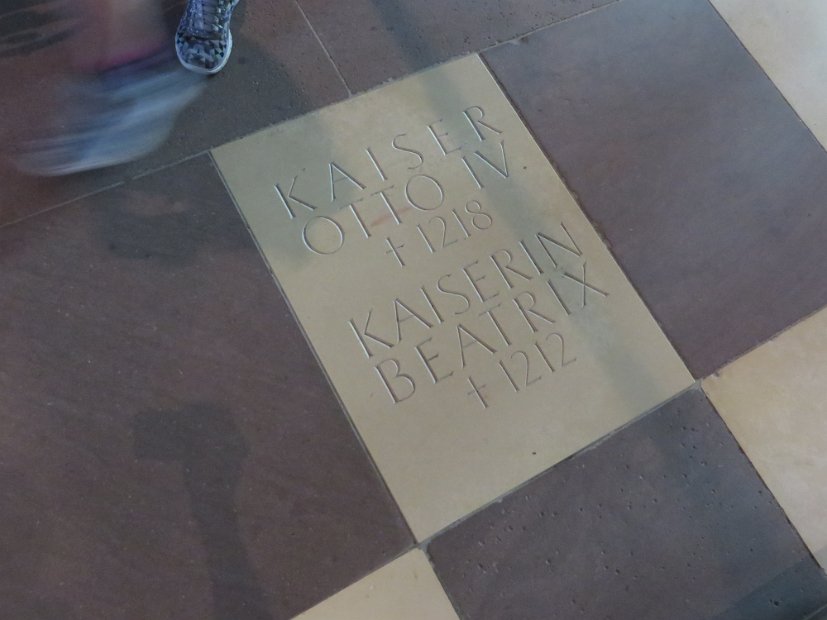 KAISER
OTTO IV
† 1218
KAISERIN
BEATRIX
† 1212